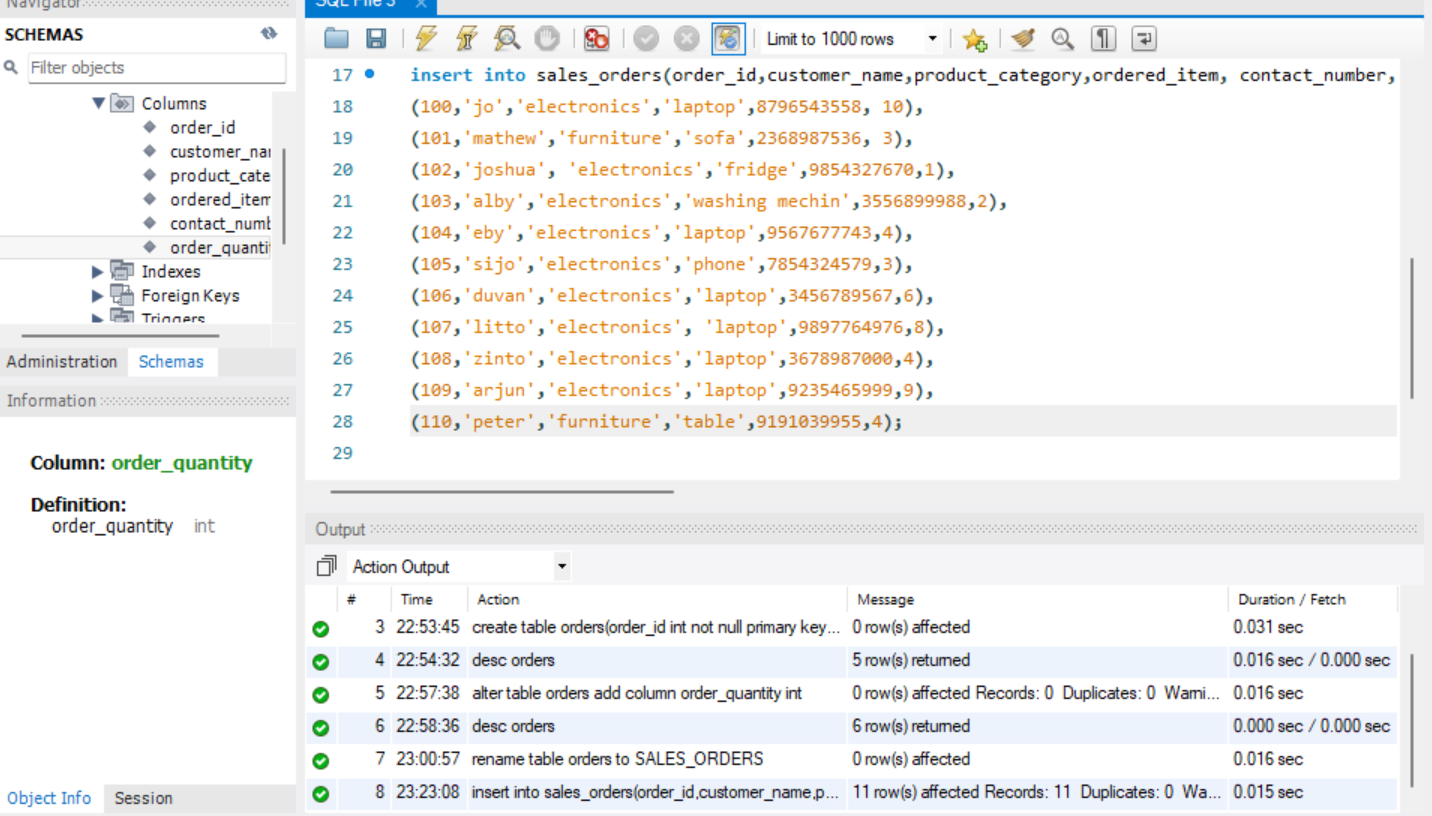 Navigator
SCHEMAS
Filter objects
Columns
order_id
customer_nar
product_cate
ordered_item
contact_numb
order_quanti
Indexes
Foreign Keys
Triggers
Administration Schemas
Information
Column: order_quantity
Definition:
order_quantity int
Object Info Session
SQL File 3 ×
Limit to 1000 rows
17 insert into sales_orders(order_id,customer_name,product_category,ordered_item, contact_number,
18 (100,'jo','electronics','laptop',8796543558, 10),
19 (101,'mathew','furniture','sofa',2368987536, 3),
20 (102,'joshua', 'electronics','fridge',9854327670,1),
21 (103,'alby','electronics','washing mechin',3556899988,2),
22 (104,'eby','electronics','laptop',9567677743,4),
23 (105,'sijo','electronics','phone',7854324579,3),
24 (106,'duvan','electronics','laptop',3456789567,6),
25 (107,'litto','electronics', 'laptop',9897764976,8),
26 (108,'zinto','electronics','laptop',3678987000,4),
27 (109,'arjun','electronics','laptop',9235465999,9),
28 (110,'peter','furniture','table',9191039955,4);
29
Output
Action Output
# Time Action Message Duration / Fetch
3 22:53:45 create table orders(order_id int not null primary key... 0 row(s) affected 0.031 sec
4 22:54:32 desc orders 5 row(s) returned 0.016 sec / 0.000 sec
5 22:57:38 alter table orders add column order_quantity int 0 row(s) affected Records: 0 Duplicates: 0 Warni... 0.016 sec
6 22:58:36 desc orders 6 row(s) returned 0.000 sec / 0.000 sec
7 23:00:57 rename table orders to SALES_ORDERS 0 row(s) affected 0.016 sec
8 23:23:08 insert into sales_orders(order_id,customer_name,p... 11 row(s) affected Records: 11 Duplicates: 0 Wa... 0.015 sec